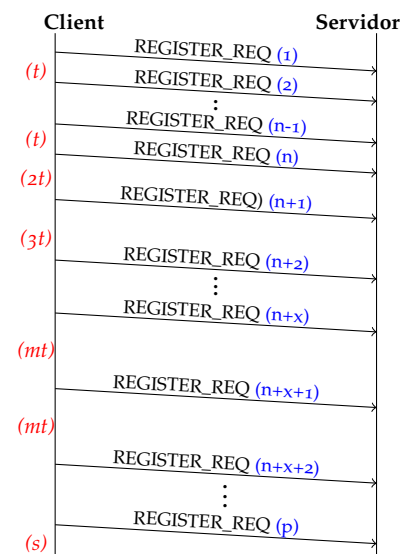 Client Servidor
REGISTER_REQ (1)
(t)
REGISTER_REQ (2)
⋮
REGISTER_REQ (n-1)
(t)
REGISTER_REQ (n)
(2t)
REGISTER_REQ) (n+1)
(3t)
REGISTER_REQ (n+2)
⋮
REGISTER_REQ (n+x)
(mt)
REGISTER_REQ (n+x+1)
(mt)
REGISTER_REQ (n+x+2)
⋮
REGISTER_REQ (p)
(s)